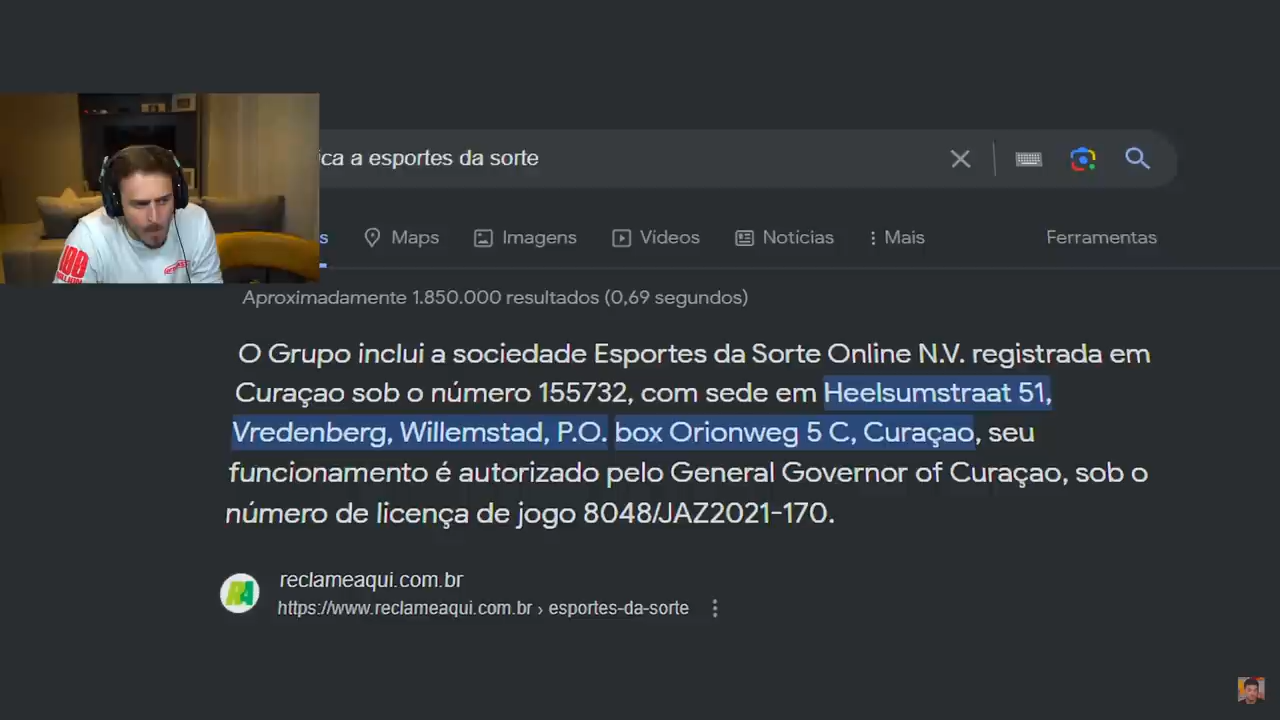 ica a esportes da sorte
s Maps Imagens Vídeos Notícias Mais Ferramentas
Aproximadamente 1.850.000 resultados (0,69 segundos)
O Grupo inclui a sociedade Esportes da Sorte Online N.V. registrada em
Curaçao sob o número 155732, com sede em Heelsumstraat 51,
Vredenberg, Willemstad, P.O. box Orionweg 5 C, Curaçao, seu
funcionamento é autorizado pelo General Governor of Curaçao, sob o
número de licença de jogo 8048/JAZ2021-170.
reclameaqui.com.br
https://www.reclameaqui.com.br › esportes-da-sorte